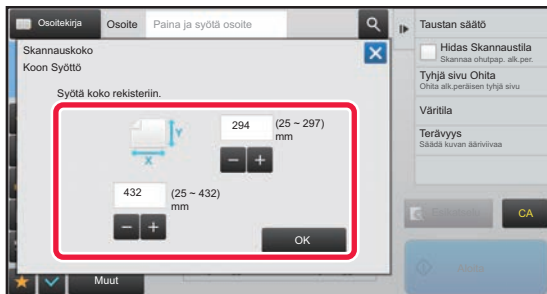 Osoitekirja
Osoite
Paina ja syötä osoite
Skannauskoko
Koon Syöttö
Syötä koko rekisteriin.
Y
X
294
(25 ~ 297)
mm
432
(25 ~ 432)
mm
OK
Taustan säätö
Hidas Skannaustila
Skannaa ohutpap. alk.per.
Tyhjä sivu Ohita
Ohita alk.peräisen tyhjä sivu
Väritila
Terävyys
Säädä kuvan ääriviivaa
CA
Aloita
Muut